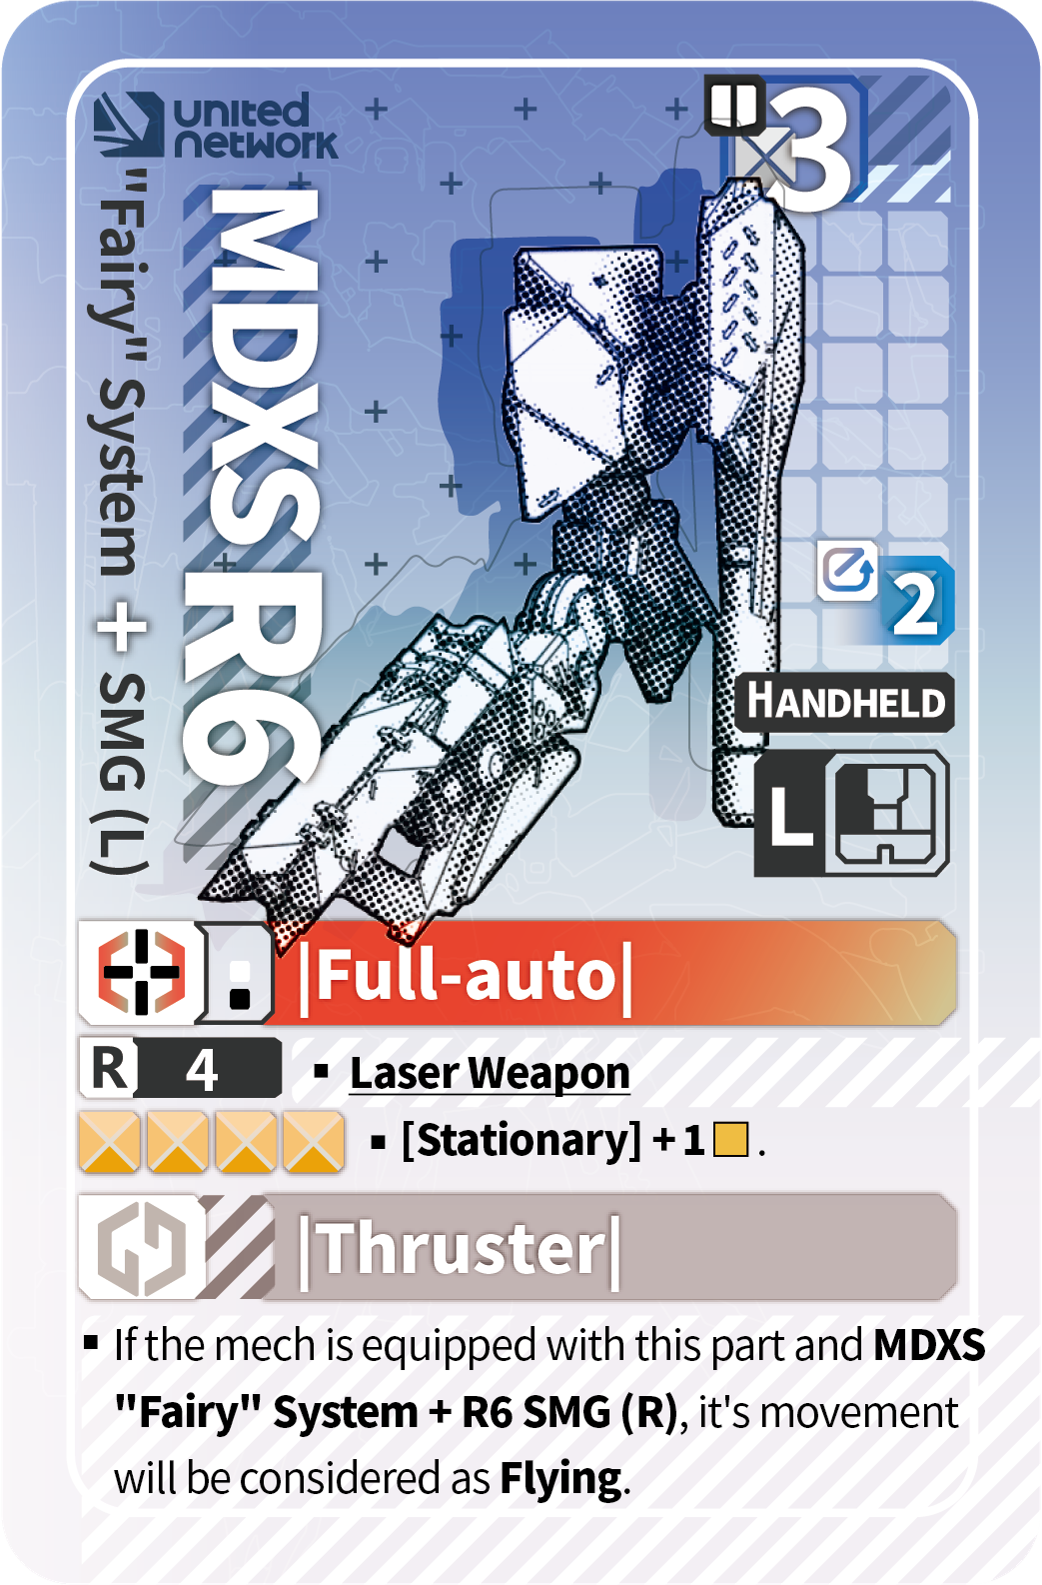 united
network
3
MDXS R6
"Fairy" System + SMG (L)
2
HANDHELD
L
|Full-auto|
R 4
▪ Laser Weapon
▪ [Stationary] + 1 .
|Thruster|
▪ If the mech is equipped with this part and MDXS
"Fairy" System + R6 SMG (R), it's movement
will be considered as Flying.